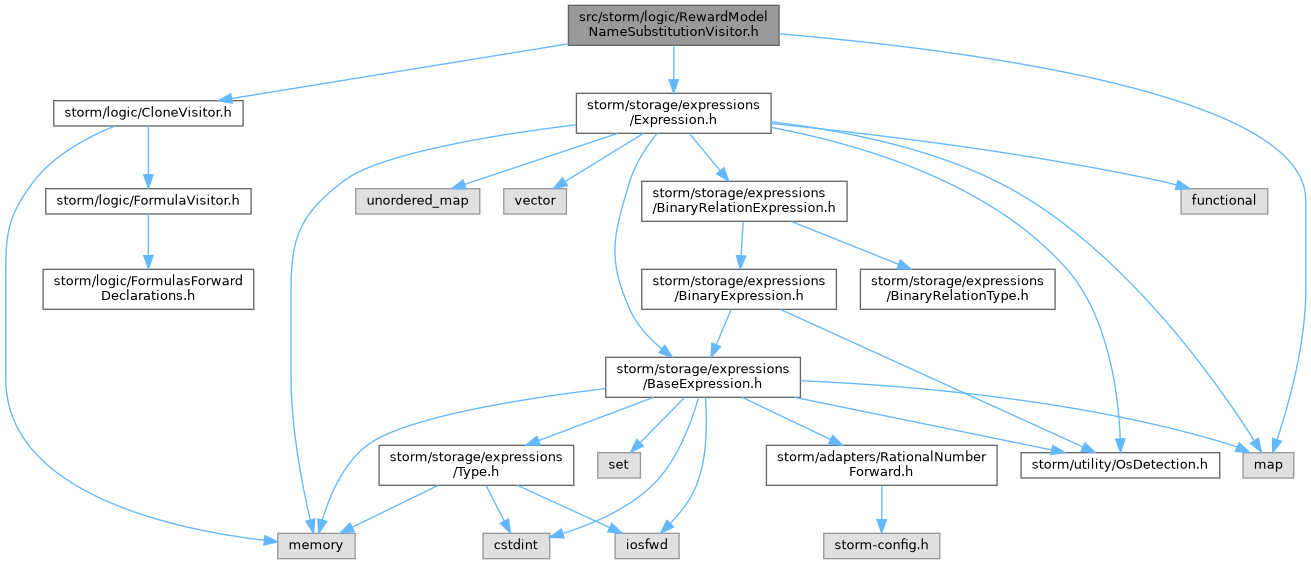 src/storm/logic/RewardModel
NameSubstitutionVisitor.h
storm/logic/CloneVisitor.h
storm/storage/expressions
/Expression.h
storm/logic/FormulaVisitor.h
unordered_map
vector
storm/storage/expressions
/BinaryRelationExpression.h
functional
storm/logic/FormulasForward
Declarations.h
storm/storage/expressions
/BinaryExpression.h
storm/storage/expressions
/BinaryRelationType.h
storm/storage/expressions
/BaseExpression.h
storm/storage/expressions
/Type.h
set
storm/adapters/RationalNumber
Forward.h
storm/utility/OsDetection.h
map
memory
cstdint
iosfwd
storm-config.h